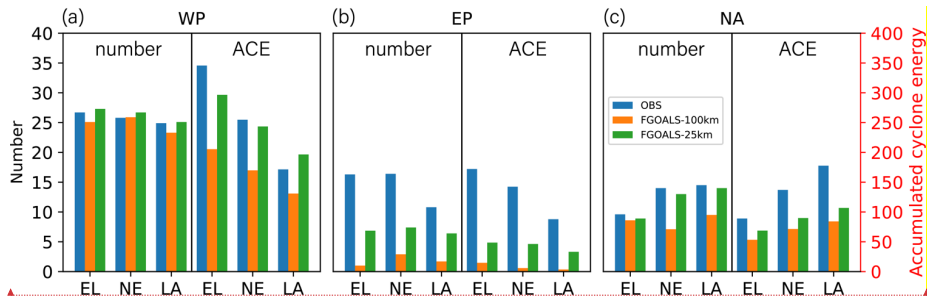 (a) WP (b) EP (c) NA
40 400
number ACE number ACE number ACE
35 350
30 300
OBS
FGOALS-100km
FGOALS-25km
25 250
20 200
15 150
10 100
5 50
0 0
EL NE LA EL NE LA EL NE LA EL NE LA EL NE LA EL NE LA
Number
Accumulated cyclone energy